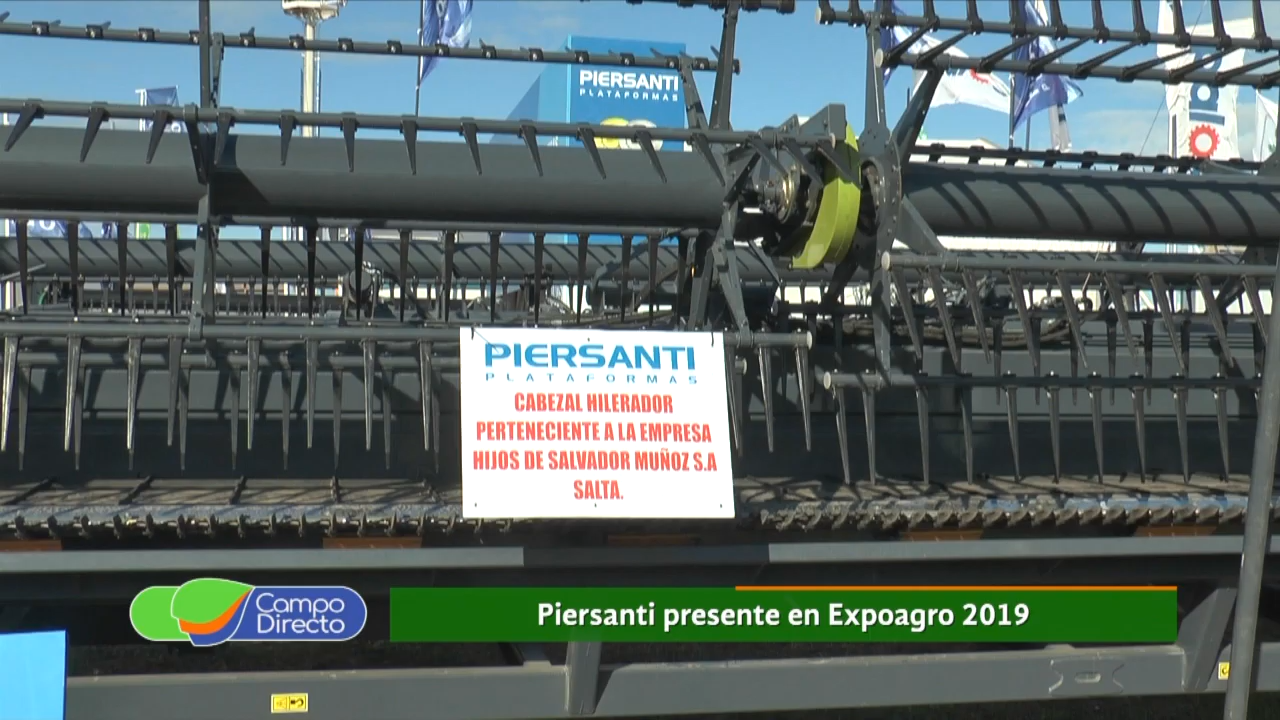 PIERSANTI
PLATAFORMAS
PIERSANTI
PLATAFORMAS
CABEZAL HILERADOR
PERTENECIENTE A LA EMPRESA
HIJOS DE SALVADOR MUÑOZ S.A
SALTA.
Campo
Directo
Piersanti presente en Expoagro 2019